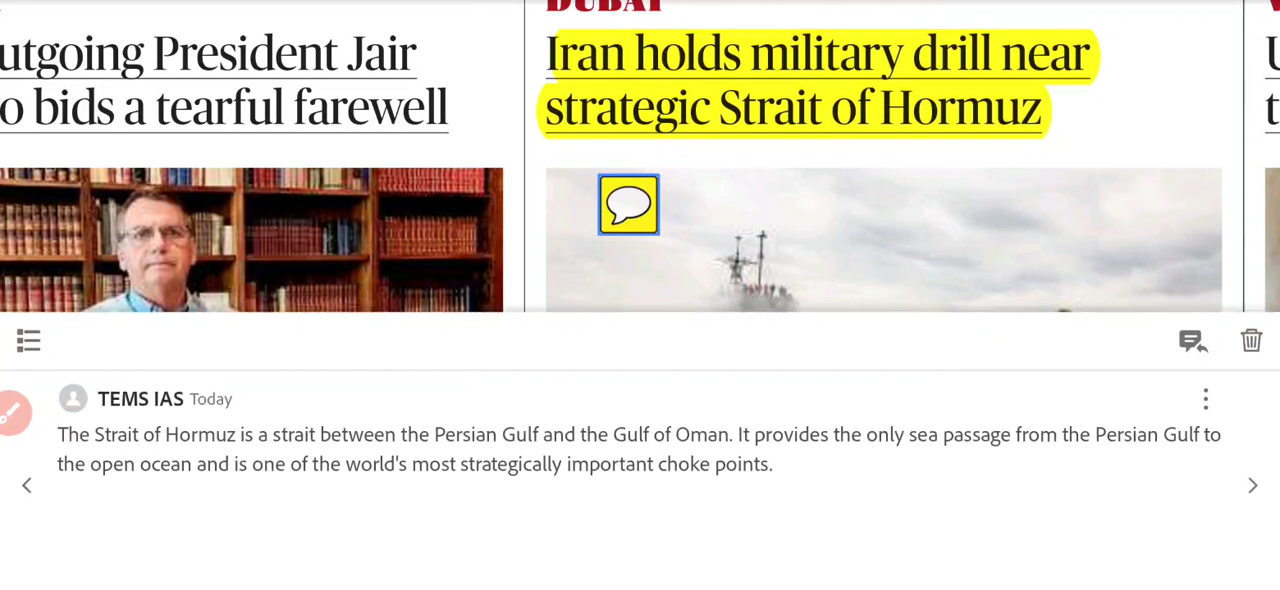 DUBAI
utgoing President Jair
o bids a tearful farewell
Iran holds military drill near
strategic Strait of Hormuz
TEMS IAS Today
The Strait of Hormuz is a strait between the Persian Gulf and the Gulf of Oman. It provides the only sea passage from the Persian Gulf to
the open ocean and is one of the world's most strategically important choke points.